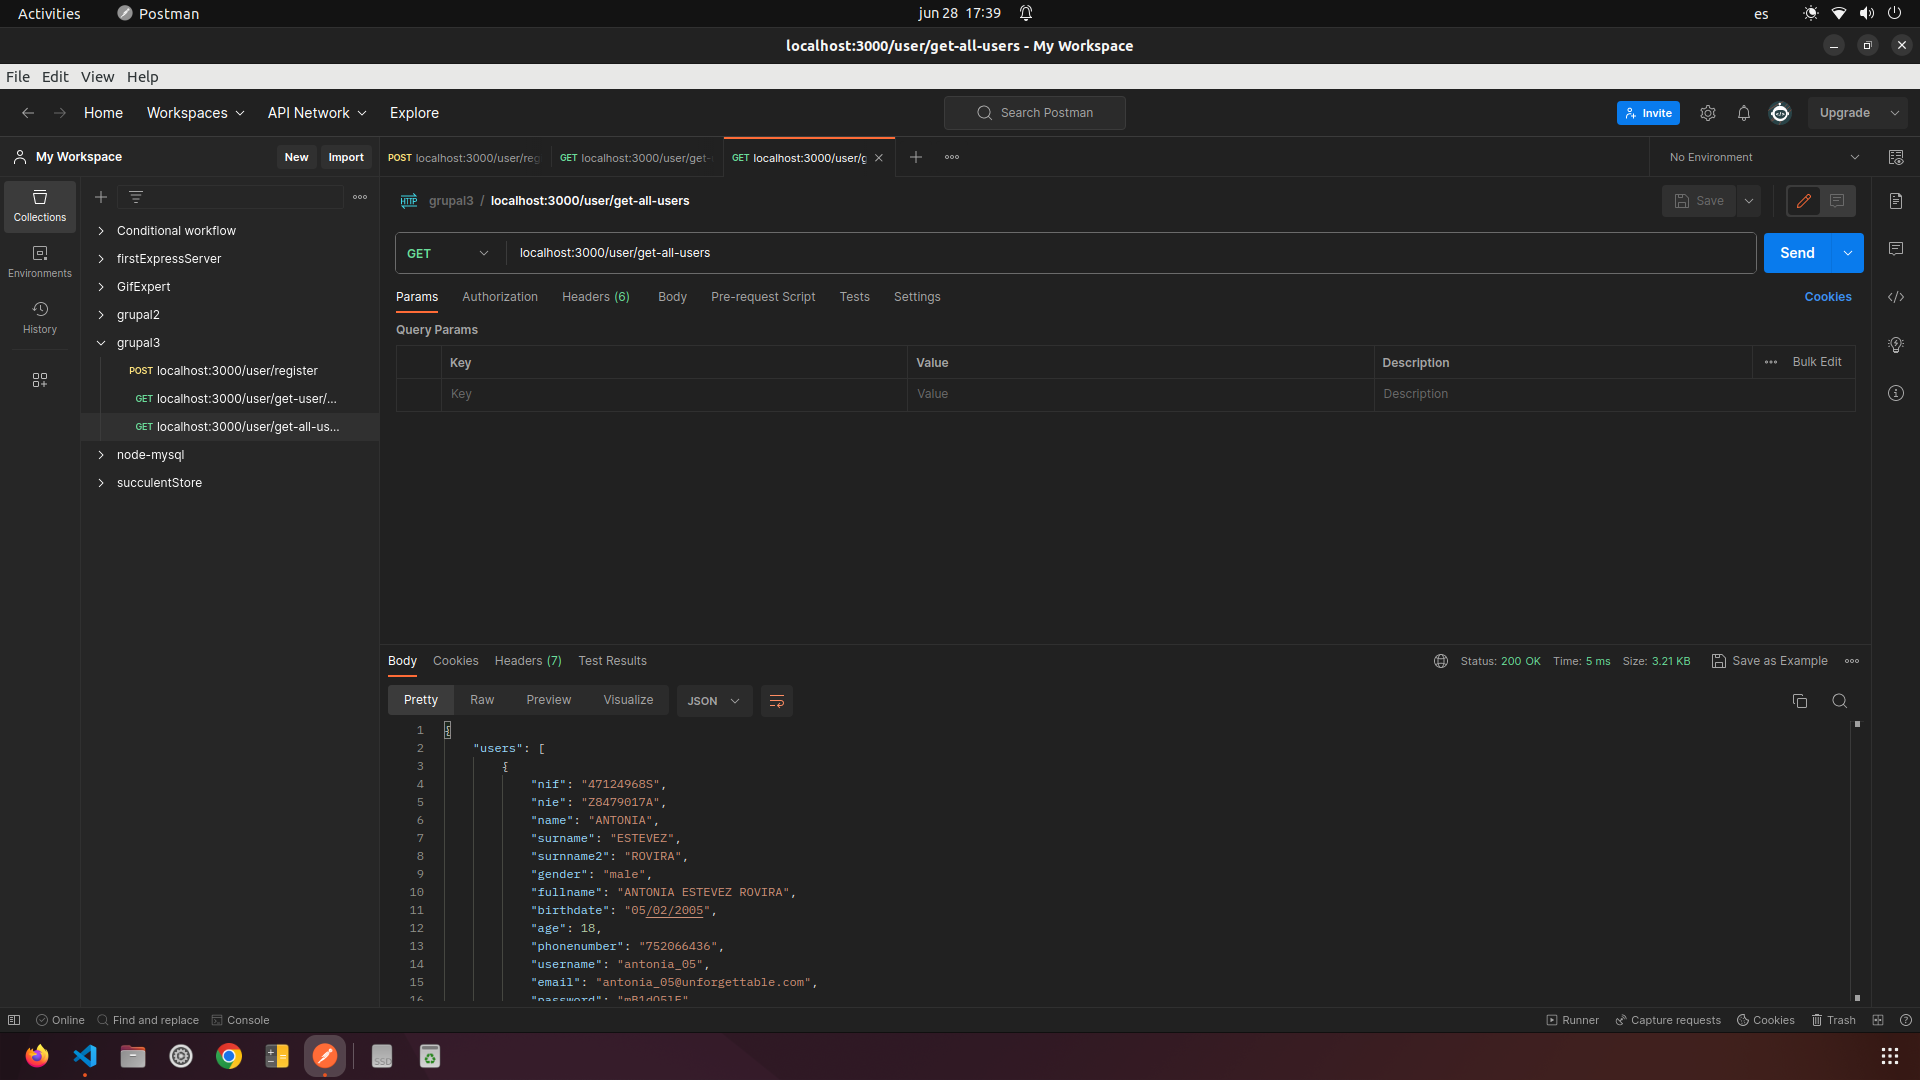 Activities Postman jun 28 17:39 es
localhost:3000/user/get-all-users - My Workspace
File Edit View Help
Home Workspaces API Network Explore Search Postman Invite Upgrade
My Workspace New Import POST localhost:3000/user/reg GET localhost:3000/user/get- GET localhost:3000/user/g No Environment
Collections
Environments
History
Conditional workflow
firstExpressServer
GifExpert
grupal2
grupal3
POST localhost:3000/user/register
GET localhost:3000/user/get-user/...
GET localhost:3000/user/get-all-us...
node-mysql
succulentStore
HTTP grupal3 / localhost:3000/user/get-all-users Save
GET localhost:3000/user/get-all-users Send
Params Authorization Headers (6) Body Pre-request Script Tests Settings Cookies
Query Params
Key Value Description Bulk Edit
Key Value Description
Body Cookies Headers (7) Test Results Status: 200 OK Time: 5 ms Size: 3.21 KB Save as Example
Pretty Raw Preview Visualize JSON
1 {
2 "users": [
3 {
4 "nif": "47124968S",
5 "nie": "Z8479017A",
6 "name": "ANTONIA",
7 "surname": "ESTEVEZ",
8 "surnname2": "ROVIRA",
9 "gender": "male",
10 "fullname": "ANTONIA ESTEVEZ ROVIRA",
11 "birthdate": "05/02/2005",
12 "age": 18,
13 "phonenumber": "752066436",
14 "username": "antonia_05",
15 "email": "antonia_05@unforgettable.com",
16 "password":
Online Find and replace Console Runner Capture requests Cookies Trash
SSD